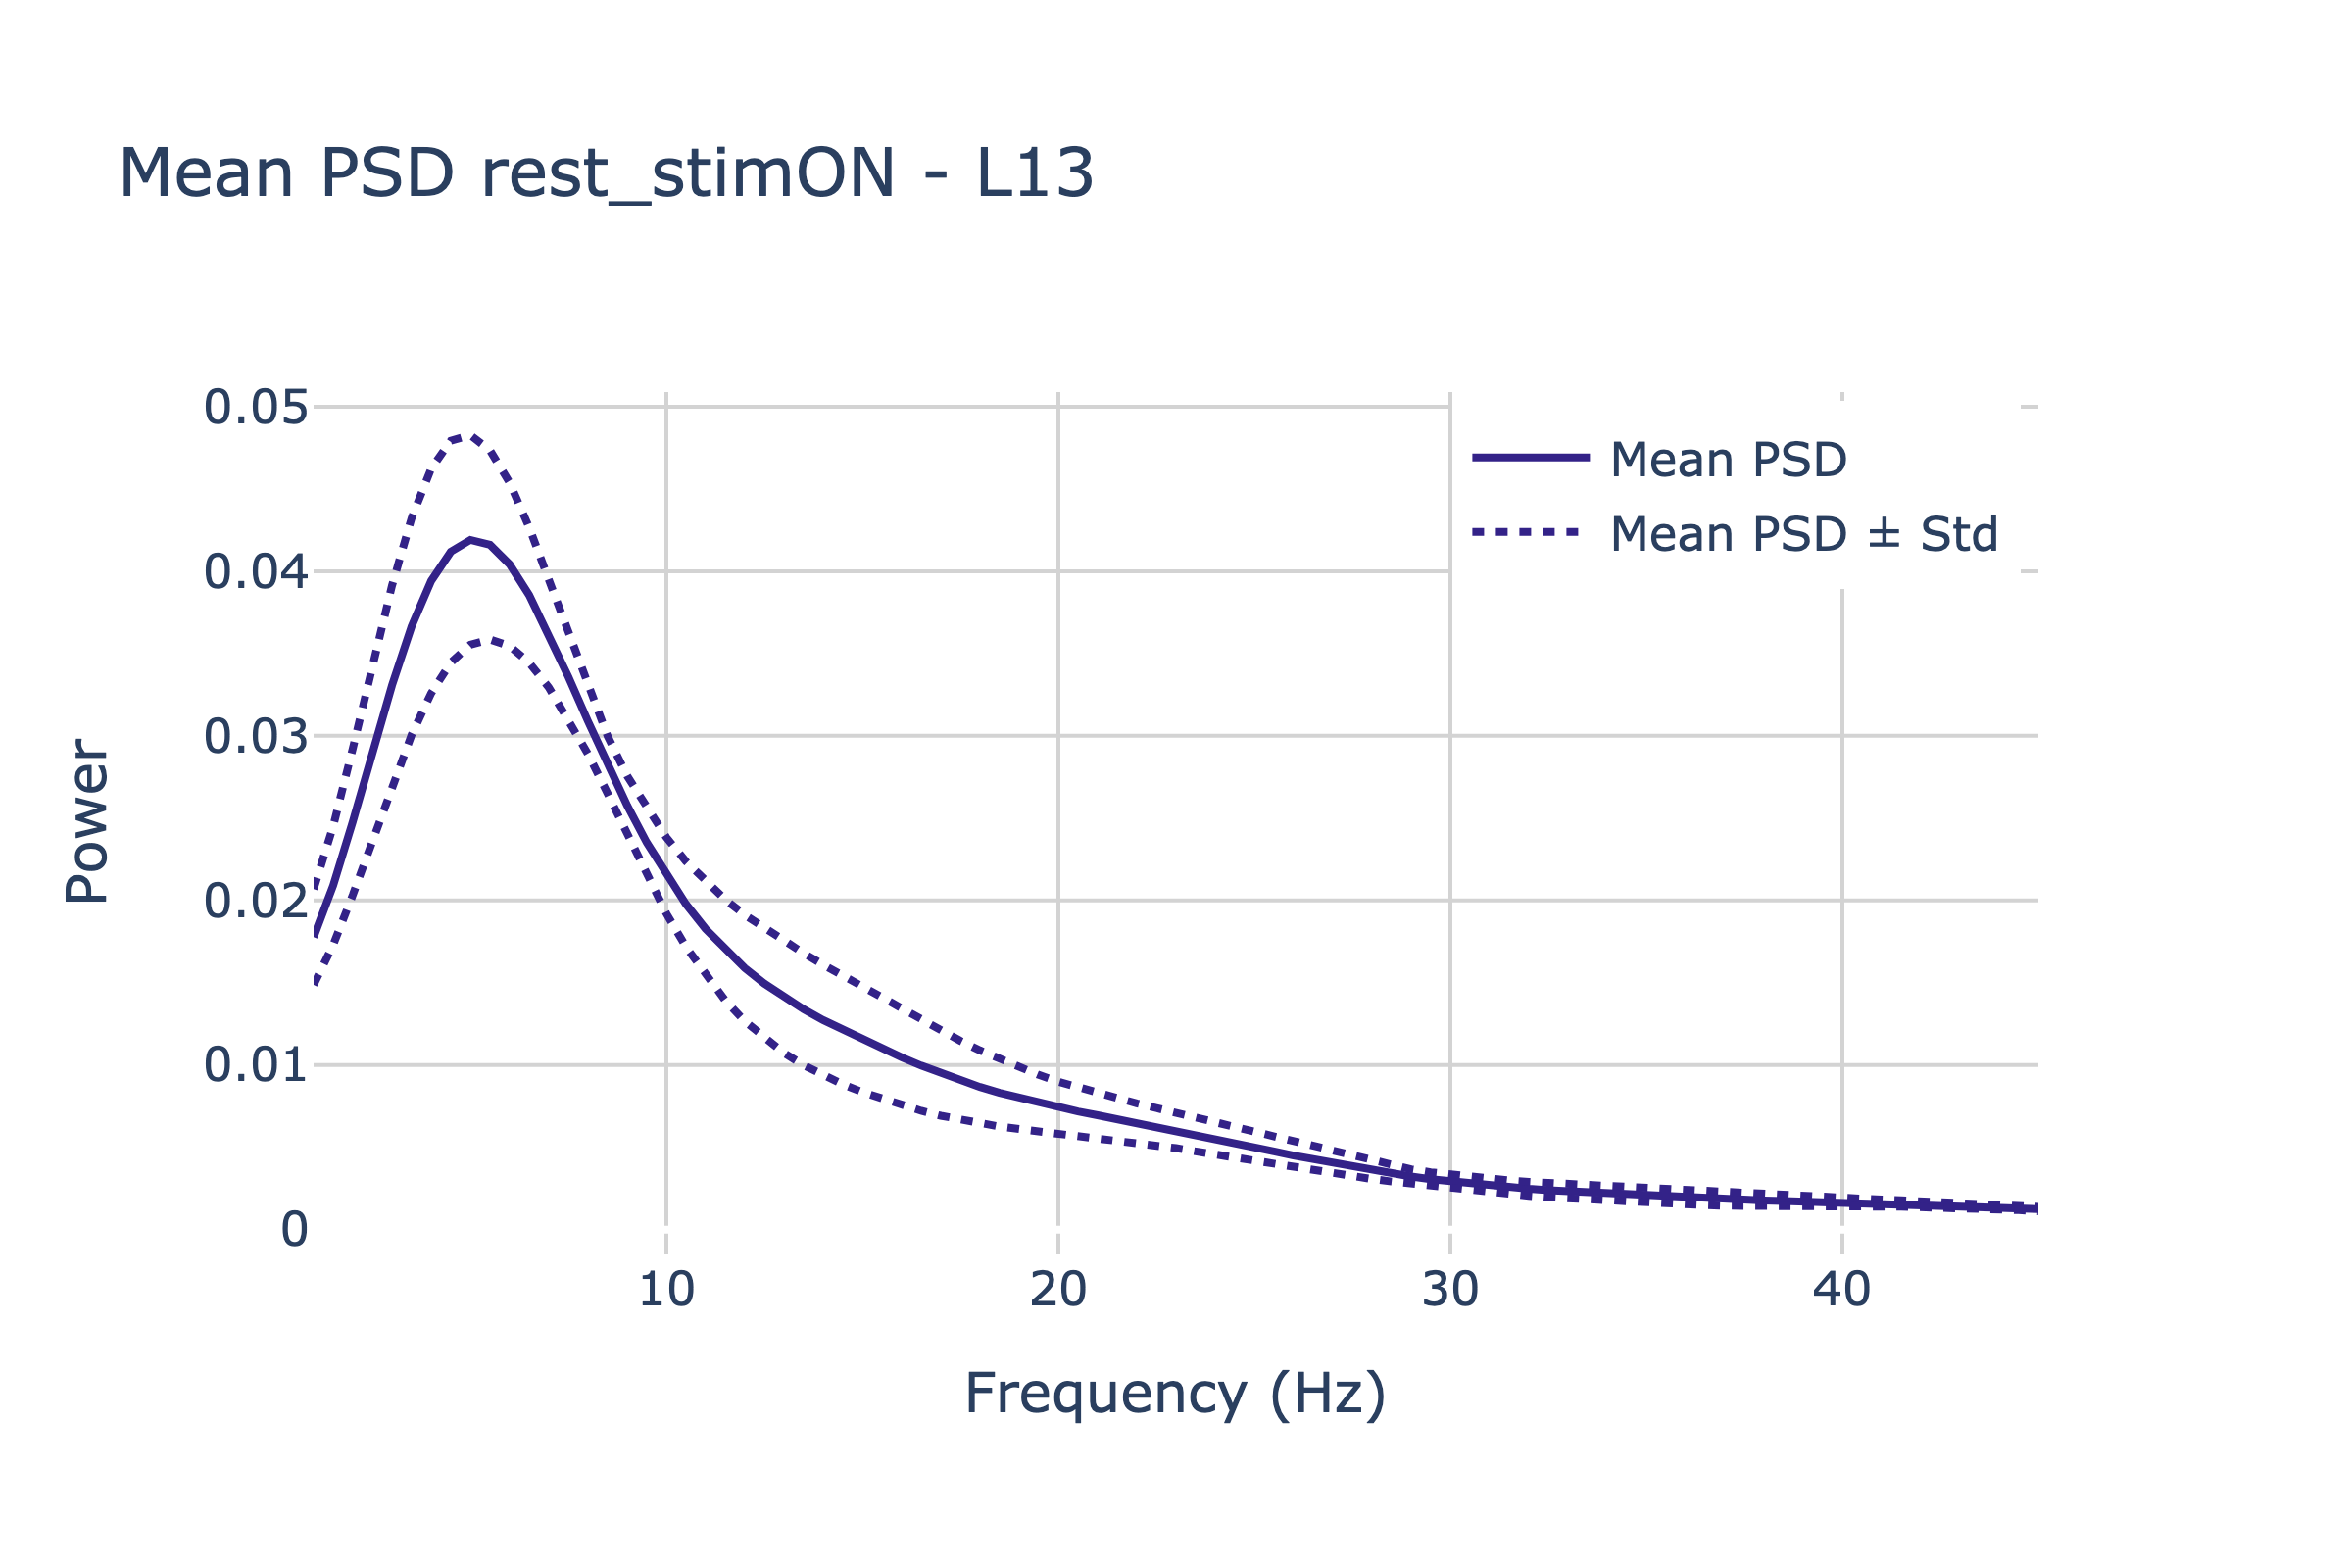 Mean PSD rest_stimON - L13
0.05
0.04
0.03
0.02
0.01
0
Power
Mean PSD
Mean PSD ± Std
10 20 30 40
Frequency (Hz)